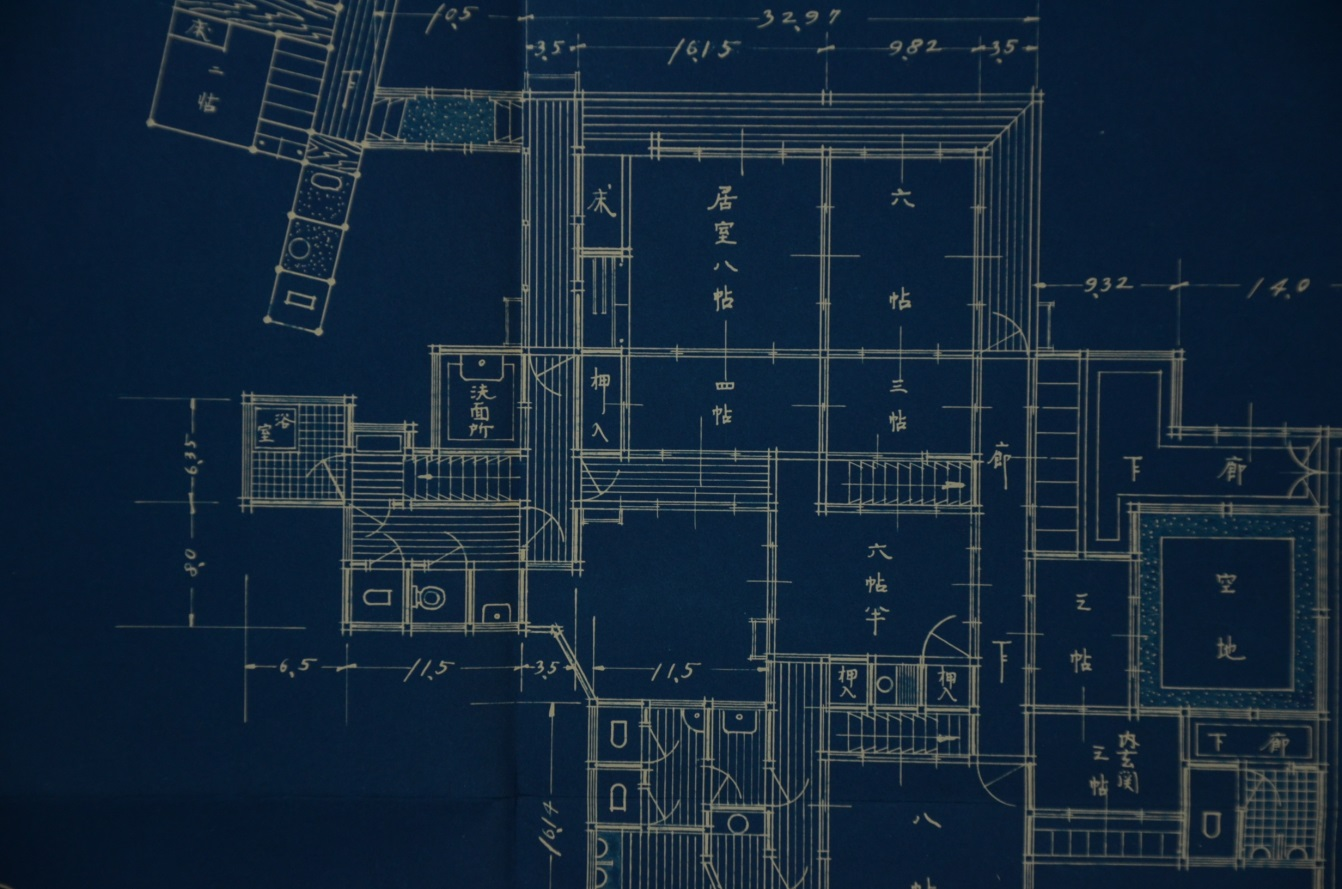 10.5
32.97
3.5
16.15
9.82
3.5
床
二帖
下
床
居室八帖
六帖
9.32
14.0
押入
四帖
三帖
洗面所
浴室
6.35
8.0
廊
下
廊
下
六帖半
空地
三帖
6.5
11.5
3.5
11.5
押入
押入
内玄関
三帖
下廊
16.14
八帖